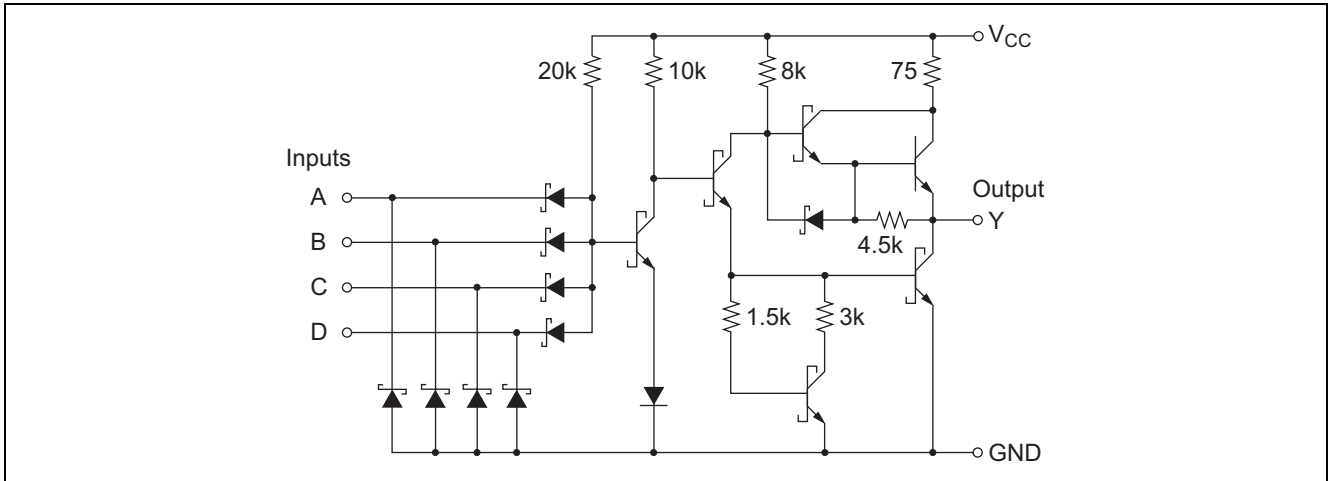 V_CC
20k 10k 8k 75
Inputs
A
Output
B
Y
4.5k
C
D
1.5k 3k
GND